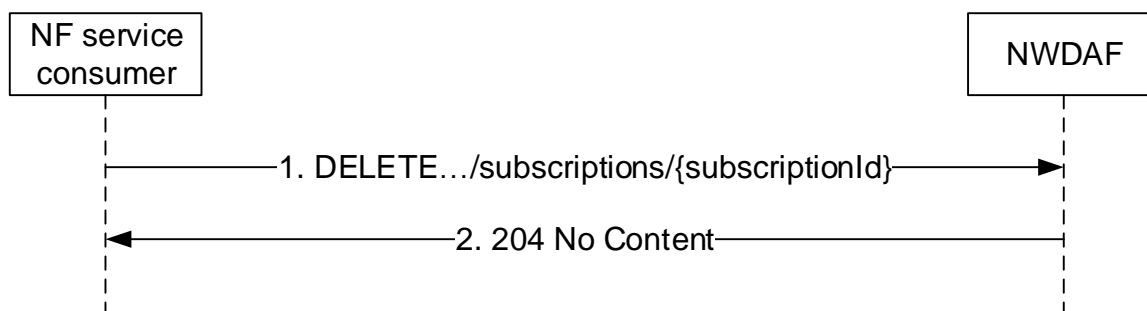 NF service
consumer
NWDAF
1. DELETE…/subscriptions/{subscriptionId}
2. 204 No Content